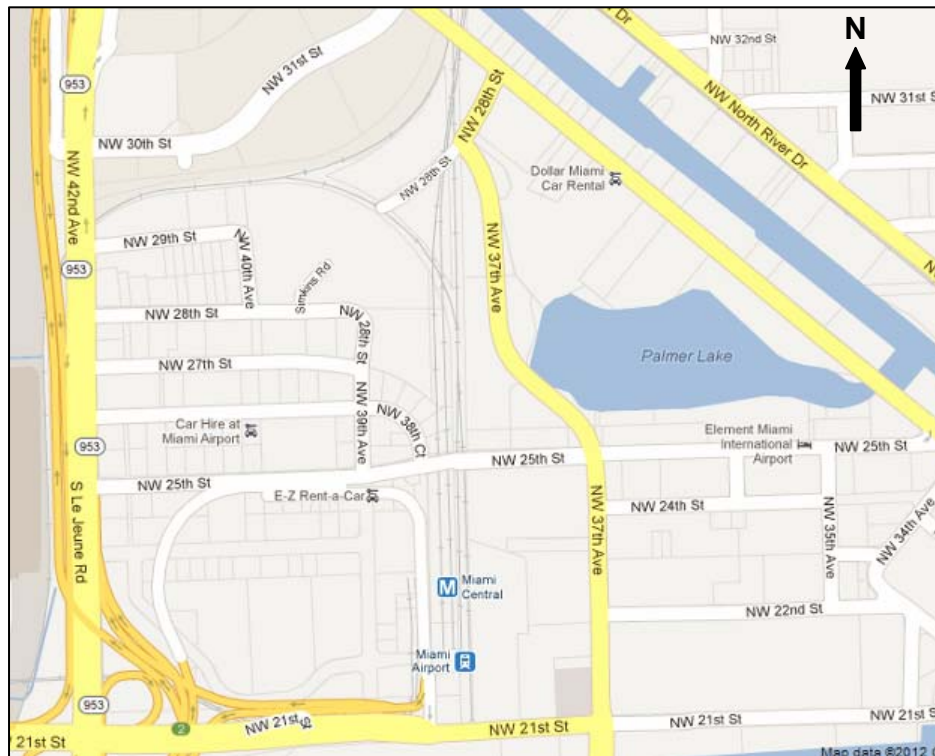 N
NW North River Dr
NW 32nd St
NW 31st St
NW 31st St
953
NW 30th St
NW 42nd Ave
NW 28th St
NW 28th St
Dollar Miami
Car Rental
NW 37th Ave
NW 29th St
NW 40th Ave
953
Simkins Rd
NW 28th St
NW 28th St
Palmer Lake
NW 27th St
NW 39th Ave
NW 38th Ct
Car Hire at
Miami Airport
953
Element Miami
International
Airport
NW 25th St
NW 25th St
NW 25th St
E-Z Rent-a-Car
NW 24th St
S Le Jeune Rd
NW 37th Ave
NW 35th Ave
NW 34th Ave
M
Miami
Central
NW 22nd St
Miami
Airport
953
2
NW 21st St
NW 21st St
NW 21st St
NW 21st St
21st St
Map data ©2012